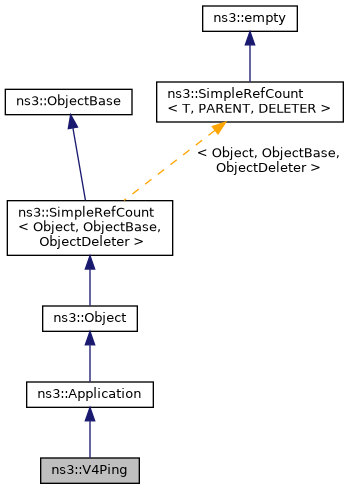 ns3::empty
ns3::ObjectBase
ns3::SimpleRefCount
< T, PARENT, DELETER >
< Object, ObjectBase,
ObjectDeleter >
ns3::SimpleRefCount
< Object, ObjectBase,
ObjectDeleter >
ns3::Object
ns3::Application
ns3::V4Ping